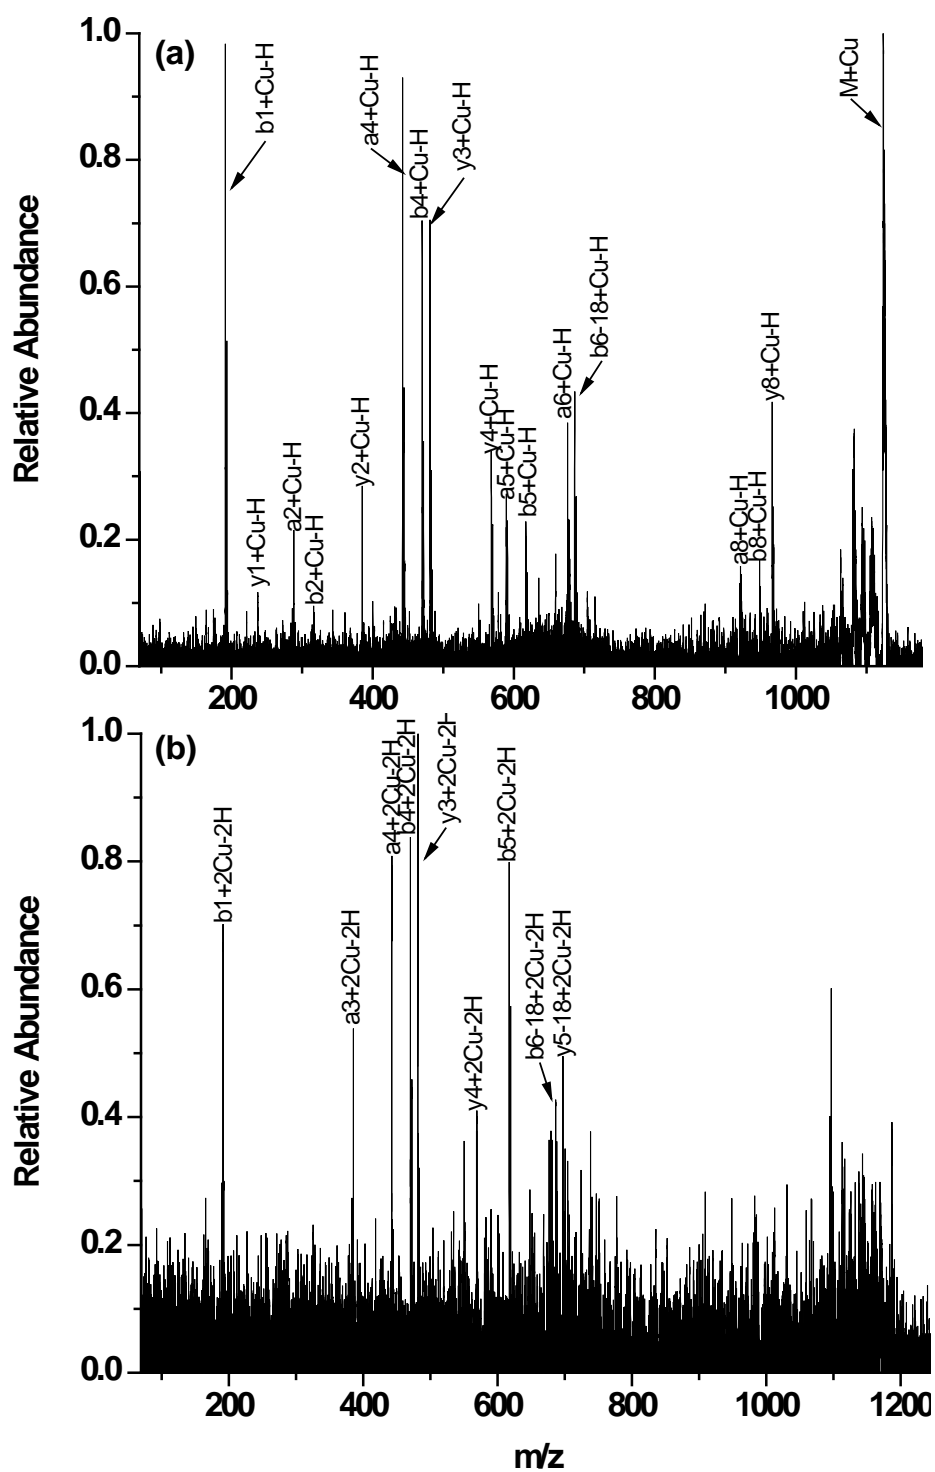 (a)
Relative Abundance
1.0
0.8
0.6
0.4
0.2
0.0
b1+Cu-H
y1+Cu-H
a2+Cu-H
b2+Cu-H
y2+Cu-H
a4+Cu-H
b4+Cu-H
y3+Cu-H
y4+Cu-H
a5+Cu-H
b5+Cu-H
a6+Cu-H
b6-18+Cu-H
a8+Cu-H
b8+Cu-H
y8+Cu-H
M+Cu
200 400 600 800 1000
(b)
Relative Abundance
1.0
0.8
0.6
0.4
0.2
0.0
b1+2Cu-2H
a3+2Cu-2H
a4+2Cu-2H
b4+2Cu-2H
y3+2Cu-2H
y4+2Cu-2H
b5+2Cu-2H
b6-18+2Cu-2H
y5-18+2Cu-2H
200 400 600 800 1000 1200
m/z